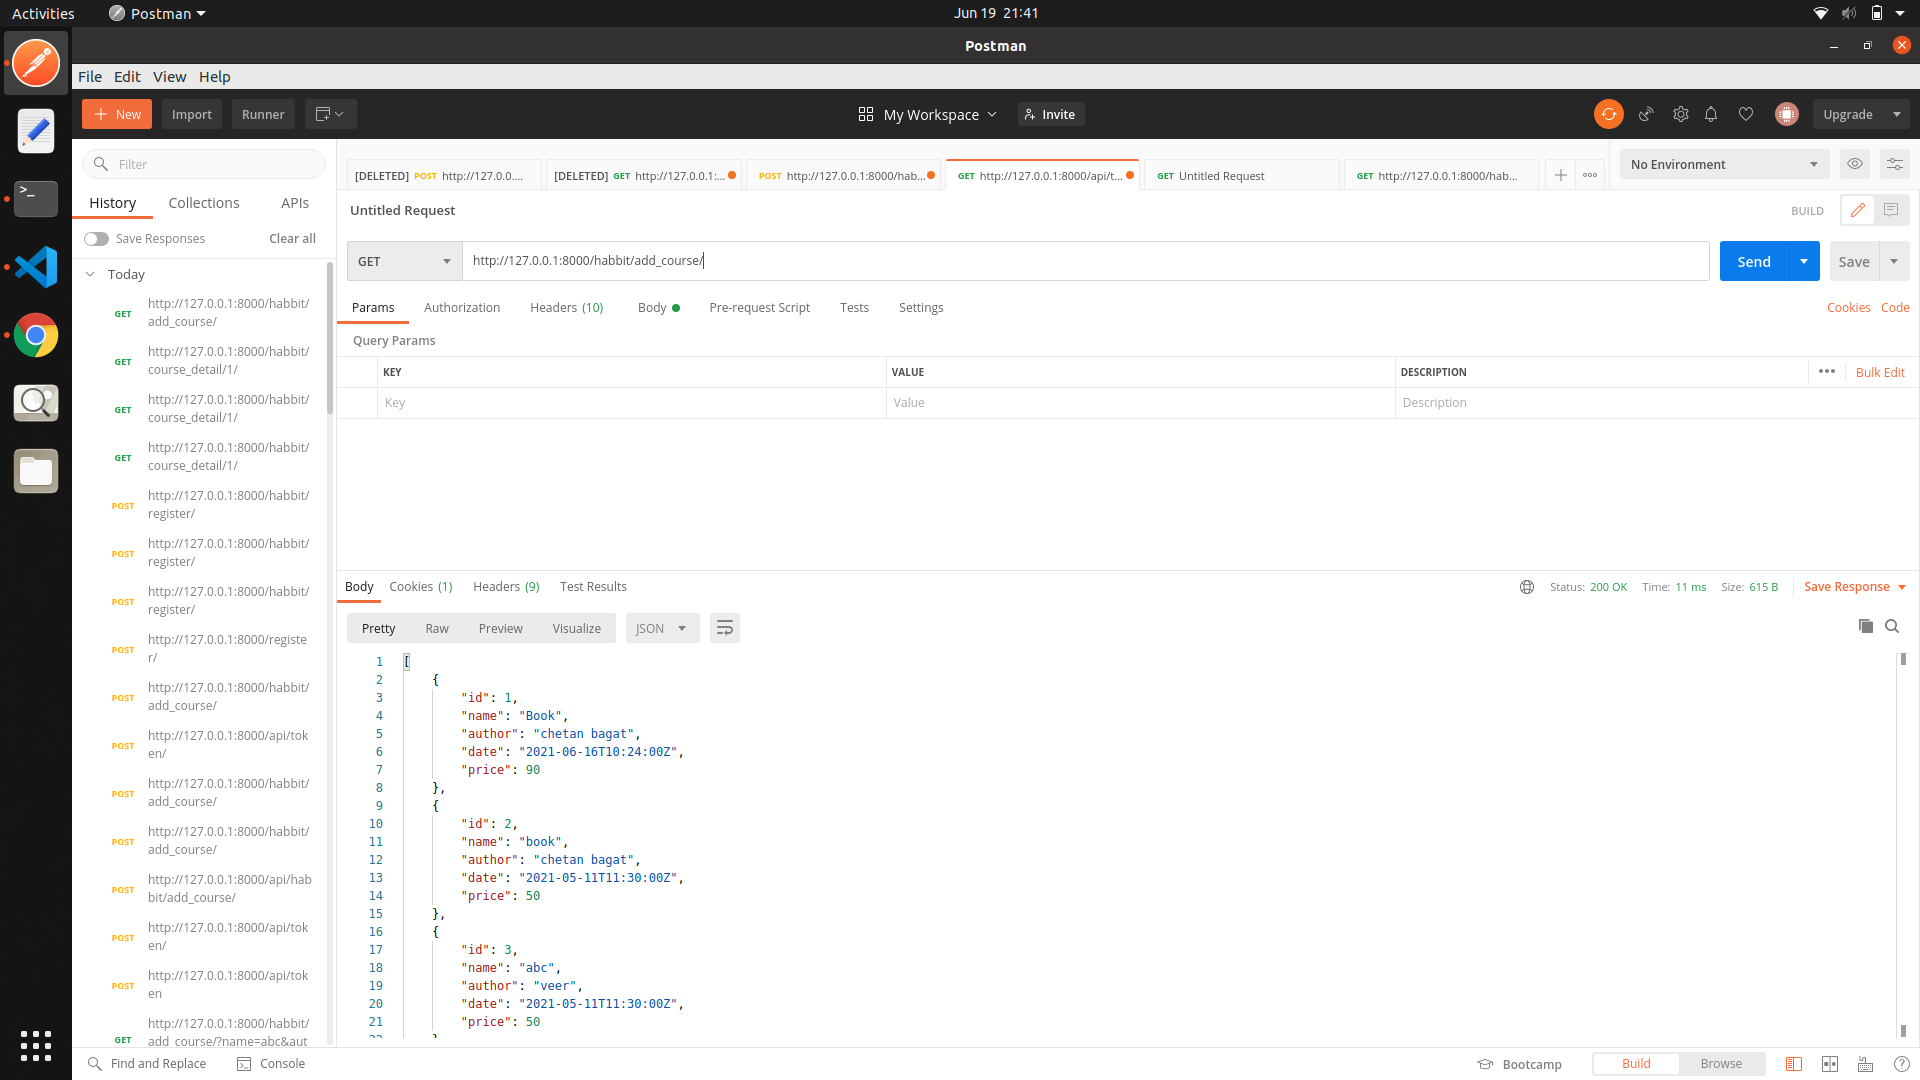 Activities
Postman
Jun 19 21:41
Postman
File Edit View Help
New
Import
Runner
My Workspace
Invite
Upgrade
Filter
History
Collections
APIs
Save Responses
Clear all
Today
GET http://127.0.0.1:8000/habbit/
add_course/
GET http://127.0.0.1:8000/habbit/
course_detail/1/
GET http://127.0.0.1:8000/habbit/
course_detail/1/
GET http://127.0.0.1:8000/habbit/
course_detail/1/
POST http://127.0.0.1:8000/habbit/
register/
POST http://127.0.0.1:8000/habbit/
register/
POST http://127.0.0.1:8000/habbit/
register/
POST http://127.0.0.1:8000/registe
r/
POST http://127.0.0.1:8000/habbit/
add_course/
POST http://127.0.0.1:8000/api/tok
en/
POST http://127.0.0.1:8000/habbit/
add_course/
POST http://127.0.0.1:8000/habbit/
add_course/
POST http://127.0.0.1:8000/api/hab
bit/add_course/
POST http://127.0.0.1:8000/api/tok
en/
POST http://127.0.0.1:8000/api/tok
en
GET http://127.0.0.1:8000/habbit/
add_course/?name=abc&aut
[DELETED] POST http://127.0.0....
[DELETED] GET http://127.0.0.1:...
POST http://127.0.0.1:8000/hab...
GET http://127.0.0.1:8000/api/t...
GET Untitled Request
GET http://127.0.0.1:8000/hab...
No Environment
Untitled Request
BUILD
GET
http://127.0.0.1:8000/habbit/add_course/
Send
Save
Params
Authorization
Headers (10)
Body
Pre-request Script
Tests
Settings
Cookies
Code
Query Params
KEY
VALUE
DESCRIPTION
Bulk Edit
Key
Value
Description
Body
Cookies (1)
Headers (9)
Test Results
Status: 200 OK
Time: 11 ms
Size: 615 B
Save Response
Pretty
Raw
Preview
Visualize
JSON
1 [
2 {
3 "id": 1,
4 "name": "Book",
5 "author": "chetan bagat",
6 "date": "2021-06-16T10:24:00Z",
7 "price": 90
8 },
9 {
10 "id": 2,
11 "name": "book",
12 "author": "chetan bagat",
13 "date": "2021-05-11T11:30:00Z",
14 "price": 50
15 },
16 {
17 "id": 3,
18 "name": "abc",
19 "author": "veer",
20 "date": "2021-05-11T11:30:00Z",
21 "price": 50
Find and Replace
Console
Bootcamp
Build
Browse